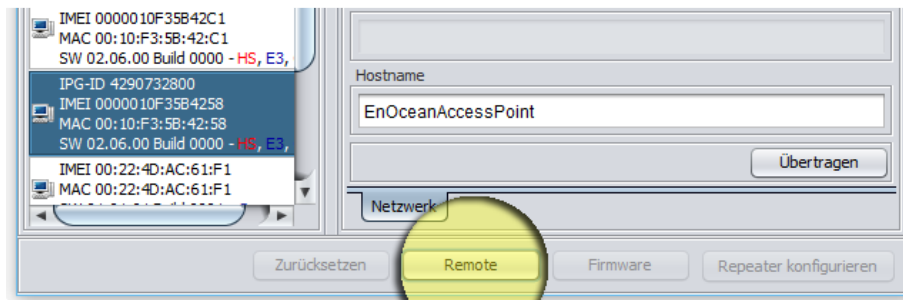 IMEI 0000010F35B42C1
MAC 00:10:F3:5B:42:C1
SW 02.06.00 Build 0000 - HS, E3,
IPG-ID 4290732800
IMEI 0000010F35B4258
MAC 00:10:F3:5B:42:58
SW 02.06.00 Build 0000 - HS, E3,
IMEI 00:22:4D:AC:61:F1
MAC 00:22:4D:AC:61:F1
Hostname
EnOceanAccessPoint
Übertragen
Netzwerk
Zurücksetzen
Remote
Firmware
Repeater konfigurieren